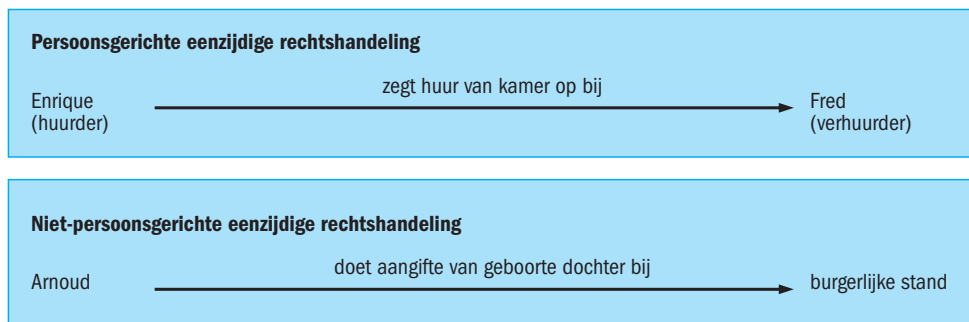 Persoonsgerichte eenzijdige rechtshandeling
zegt huur van kamer op bij
Enrique
(huurder)
Fred
(verhuurder)
Niet-persoonsgerichte eenzijdige rechtshandeling
doet aangifte van geboorte dochter bij
Arnoud
burgerlijke stand